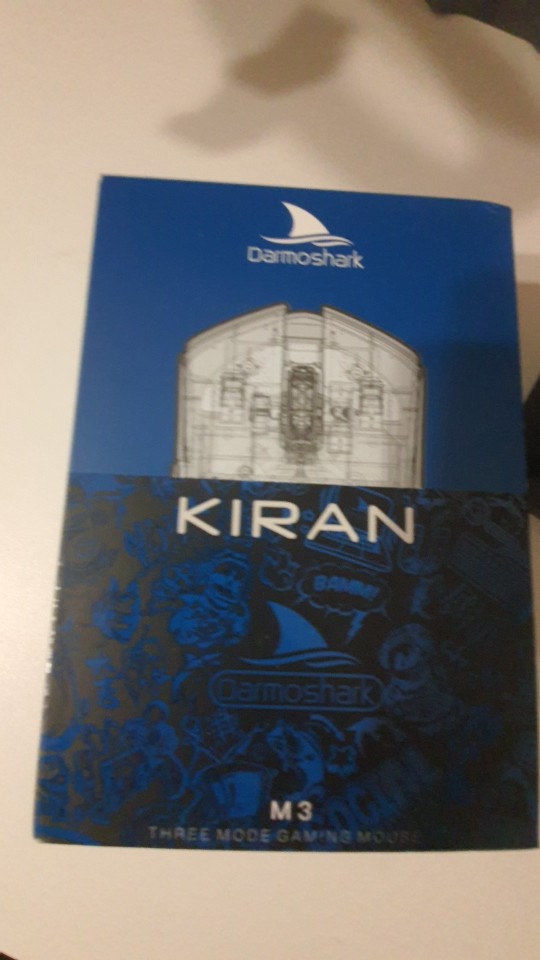 Darmoshark
KIRAN
BAMM!
Darmoshark
M3
THREE MODE GAMING MOUSE